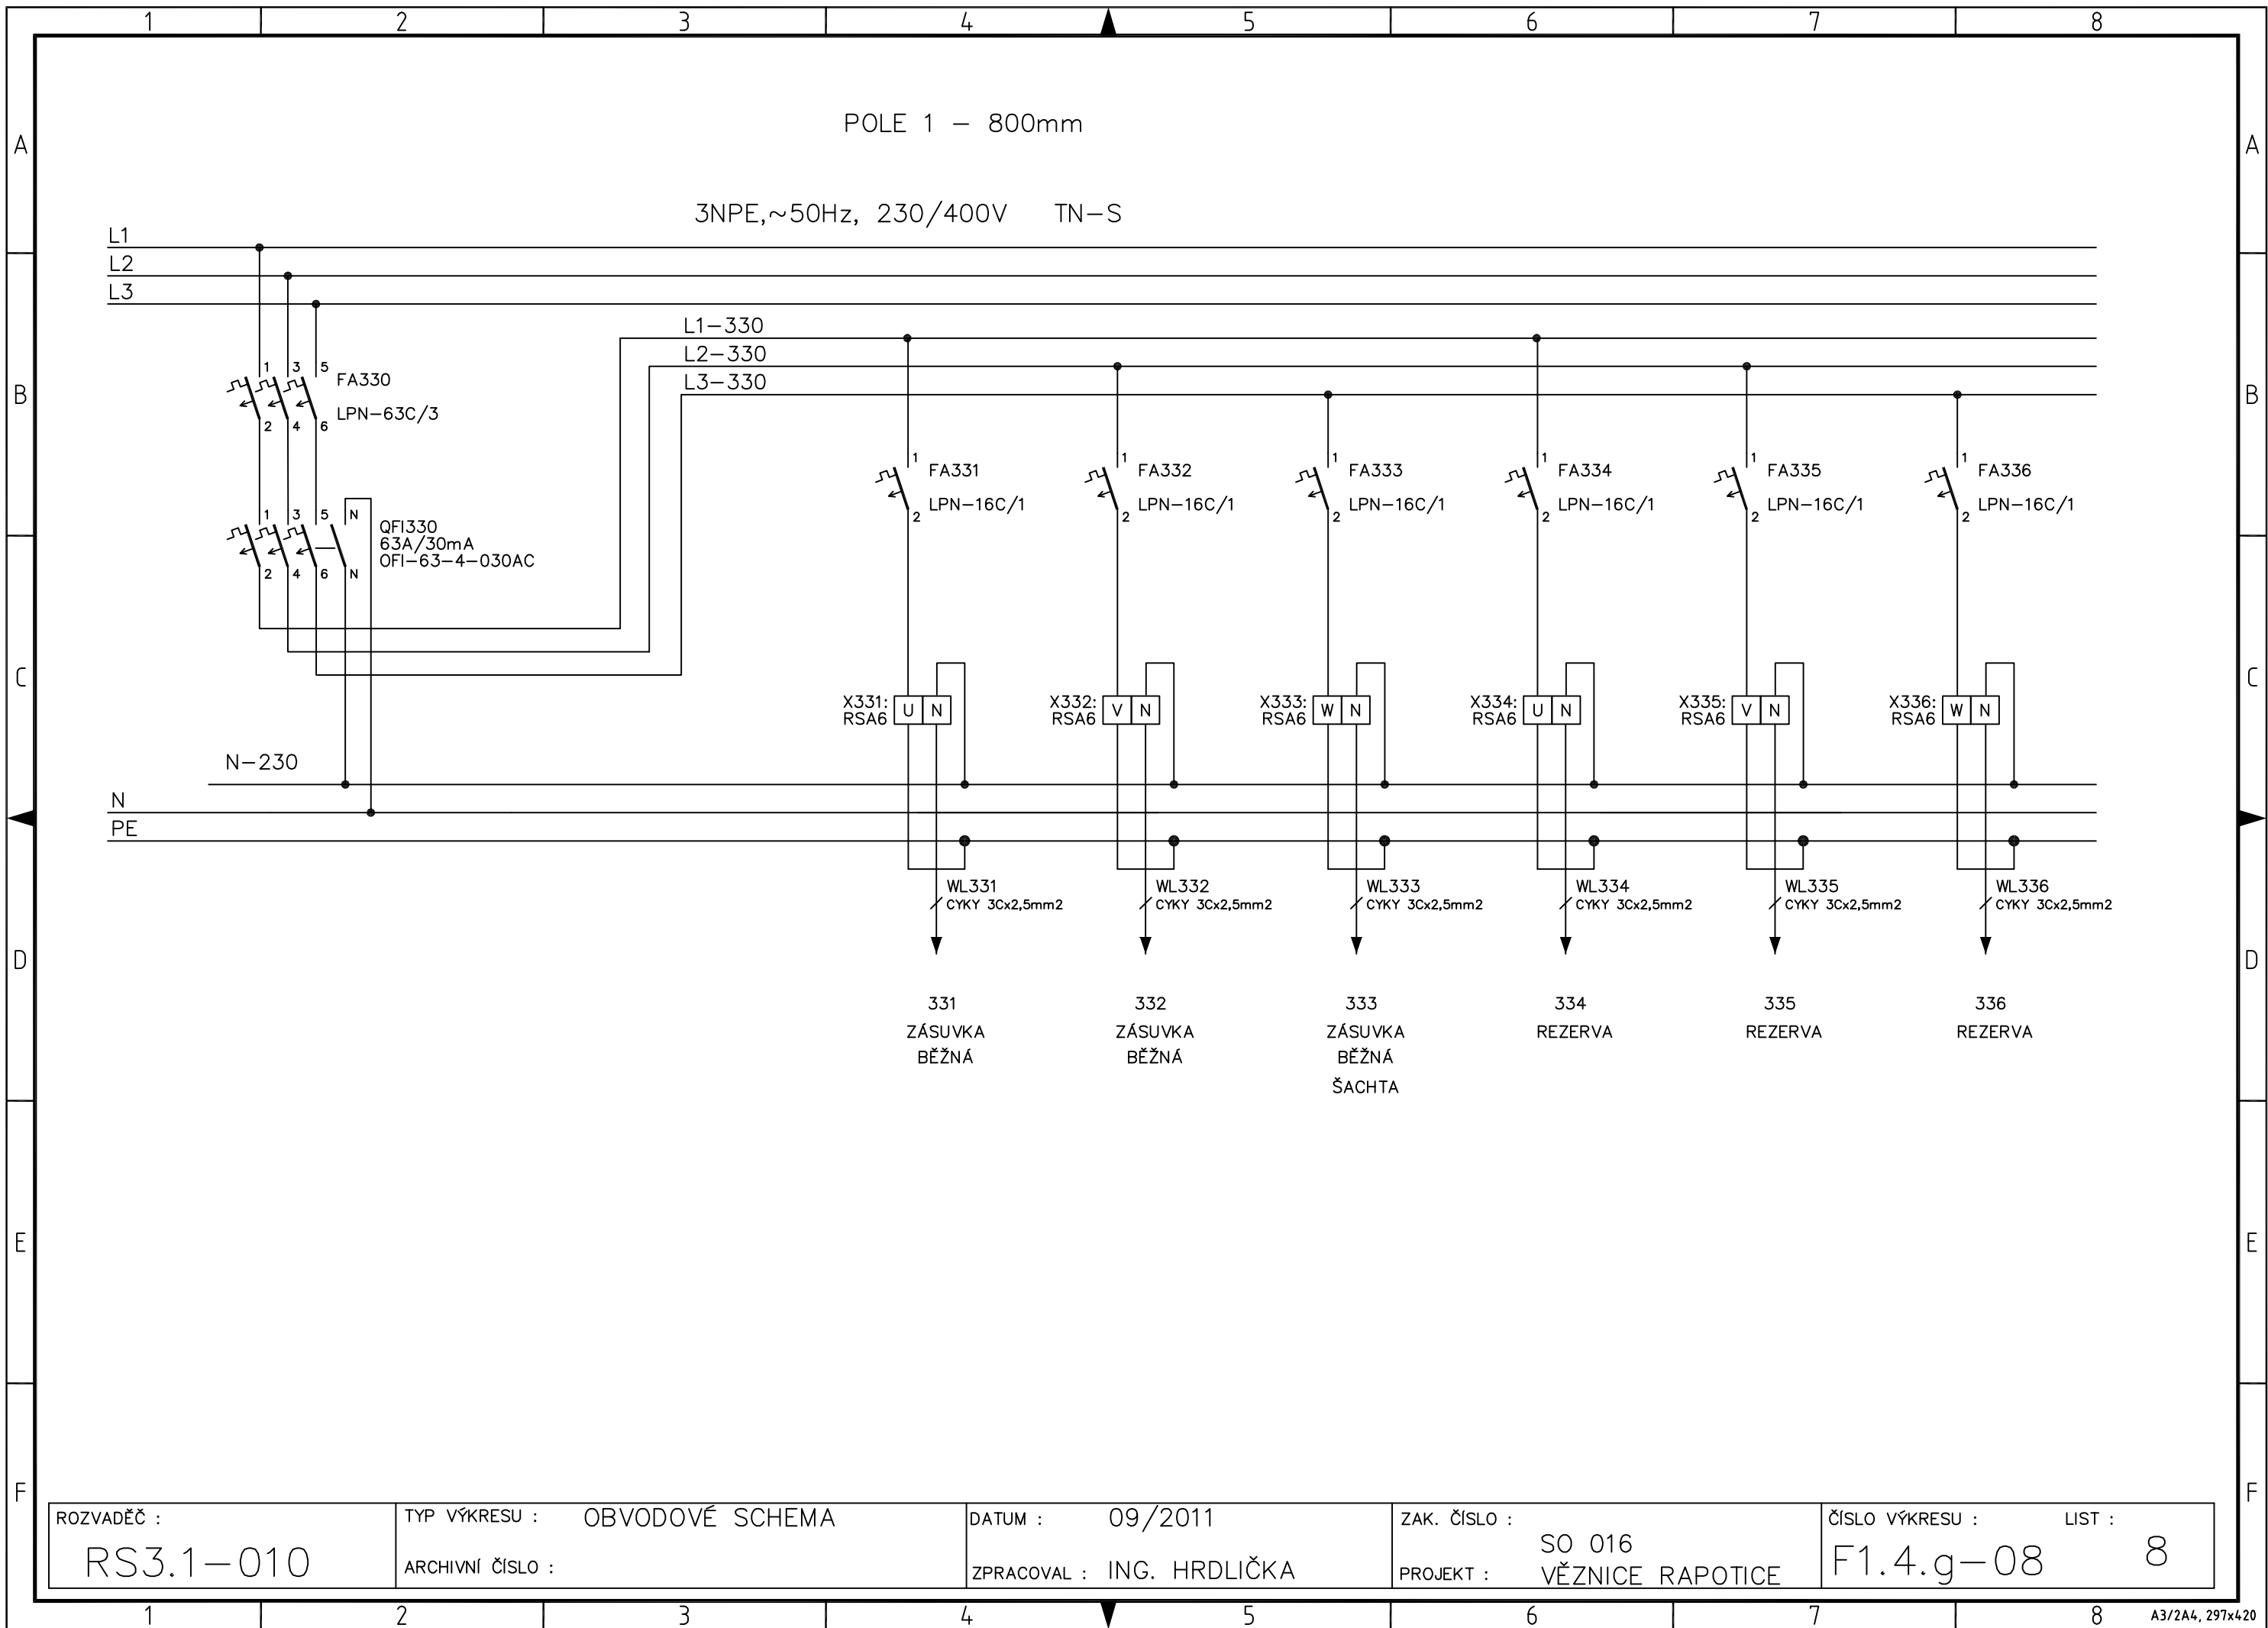 1 2 3 4 5 6 7 8
A A
B B
C C
D D
E E
F F
POLE 1 – 800mm
3NPE,~50Hz, 230/400V TN–S
L1
L2
L3
L1–330
L2–330
L3–330
1 3 5
FA330
LPN–63C/3
2 4 6
1 3 5 N
QFI330
63A/30mA
OFI–63–4–030AC
2 4 6 N
1 FA331
LPN–16C/1
2
1 FA332
LPN–16C/1
2
1 FA333
LPN–16C/1
2
1 FA334
LPN–16C/1
2
1 FA335
LPN–16C/1
2
1 FA336
LPN–16C/1
2
X331: U N
RSA6
X332: V N
RSA6
X333: W N
RSA6
X334: U N
RSA6
X335: V N
RSA6
X336: W N
RSA6
N–230
N
PE
WL331
CYKY 3Cx2,5mm2
WL332
CYKY 3Cx2,5mm2
WL333
CYKY 3Cx2,5mm2
WL334
CYKY 3Cx2,5mm2
WL335
CYKY 3Cx2,5mm2
WL336
CYKY 3Cx2,5mm2
331
ZÁSUVKA
BĚŽNÁ
332
ZÁSUVKA
BĚŽNÁ
333
ZÁSUVKA
BĚŽNÁ
ŠACHTA
334
REZERVA
335
REZERVA
336
REZERVA
ROZVADĚČ :
RS3.1–010
TYP VÝKRESU : OBVODOVÉ SCHEMA
ARCHIVNÍ ČÍSLO :
DATUM : 09/2011
ZPRACOVAL : ING. HRDLIČKA
ZAK. ČÍSLO :
SO 016
PROJEKT : VĚZNICE RAPOTICE
ČÍSLO VÝKRESU : LIST :
F1.4.g–08 8
1 2 3 4 5 6 7 8
A3/2A4, 297x420